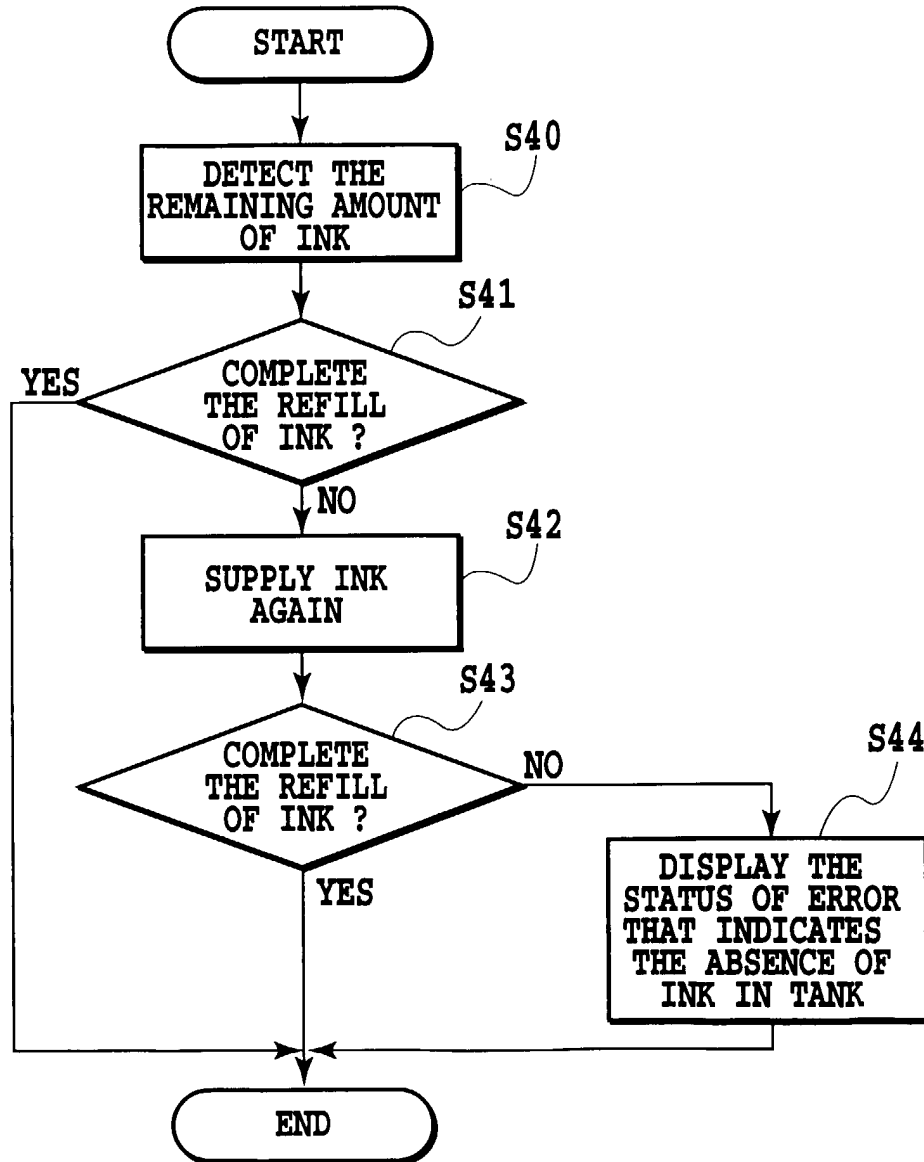 START
S40
DETECT THE
REMAINING AMOUNT
OF INK
S41
YES
COMPLETE
THE REFILL
OF INK ?
NO
S42
SUPPLY INK
AGAIN
S43
COMPLETE
THE REFILL
OF INK ?
NO
S44
YES
DISPLAY THE
STATUS OF ERROR
THAT INDICATES
THE ABSENCE OF
INK IN TANK
END